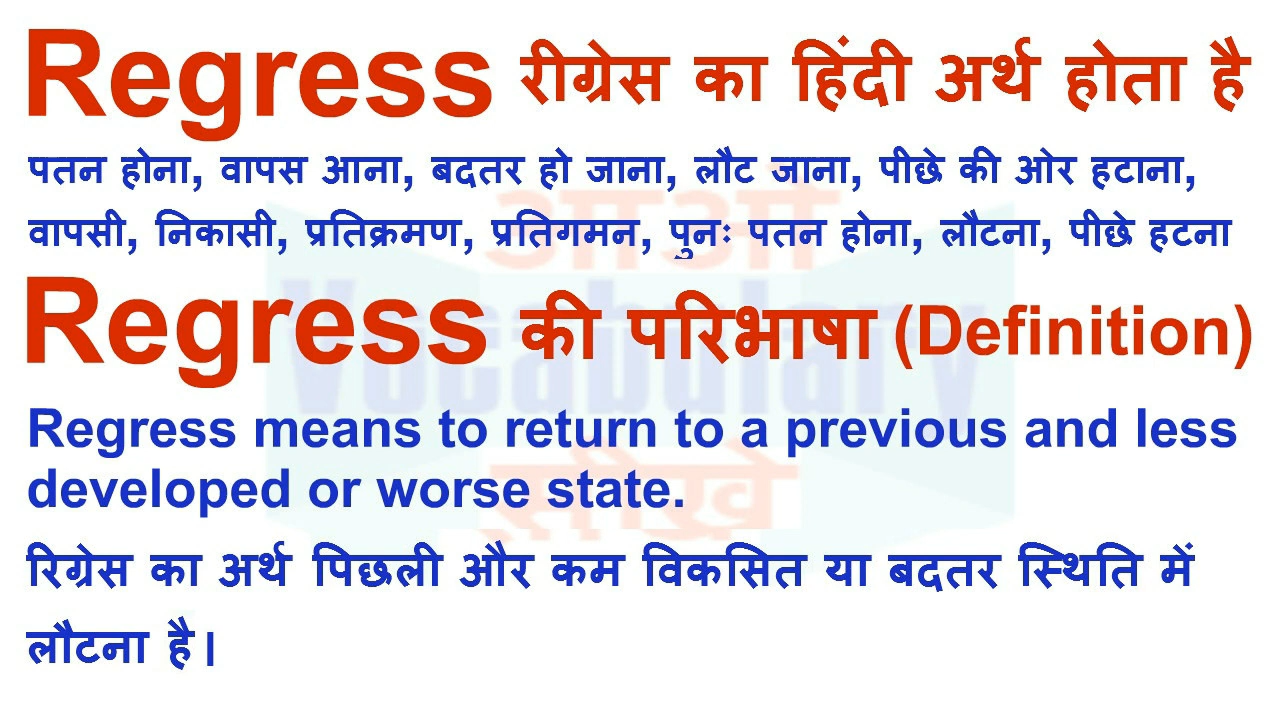 Regress रीग्रेस का हिंदी अर्थ होता है
पतन होना, वापस आना, बदतर हो जाना, लौट जाना, पीछे की ओर हटाना,
वापसी, निकासी, प्रतिक्रमण, प्रतिगमन, पुनः पतन होना, लौटना, पीछे हटना
आओ
Regress की परिभाषा (Definition)
Vocabulary
Regress means to return to a previous and less
developed or worse state.
सीखे
रिग्रेस का अर्थ पिछली और कम विकसित या बदतर स्थिति में
लौटना है।